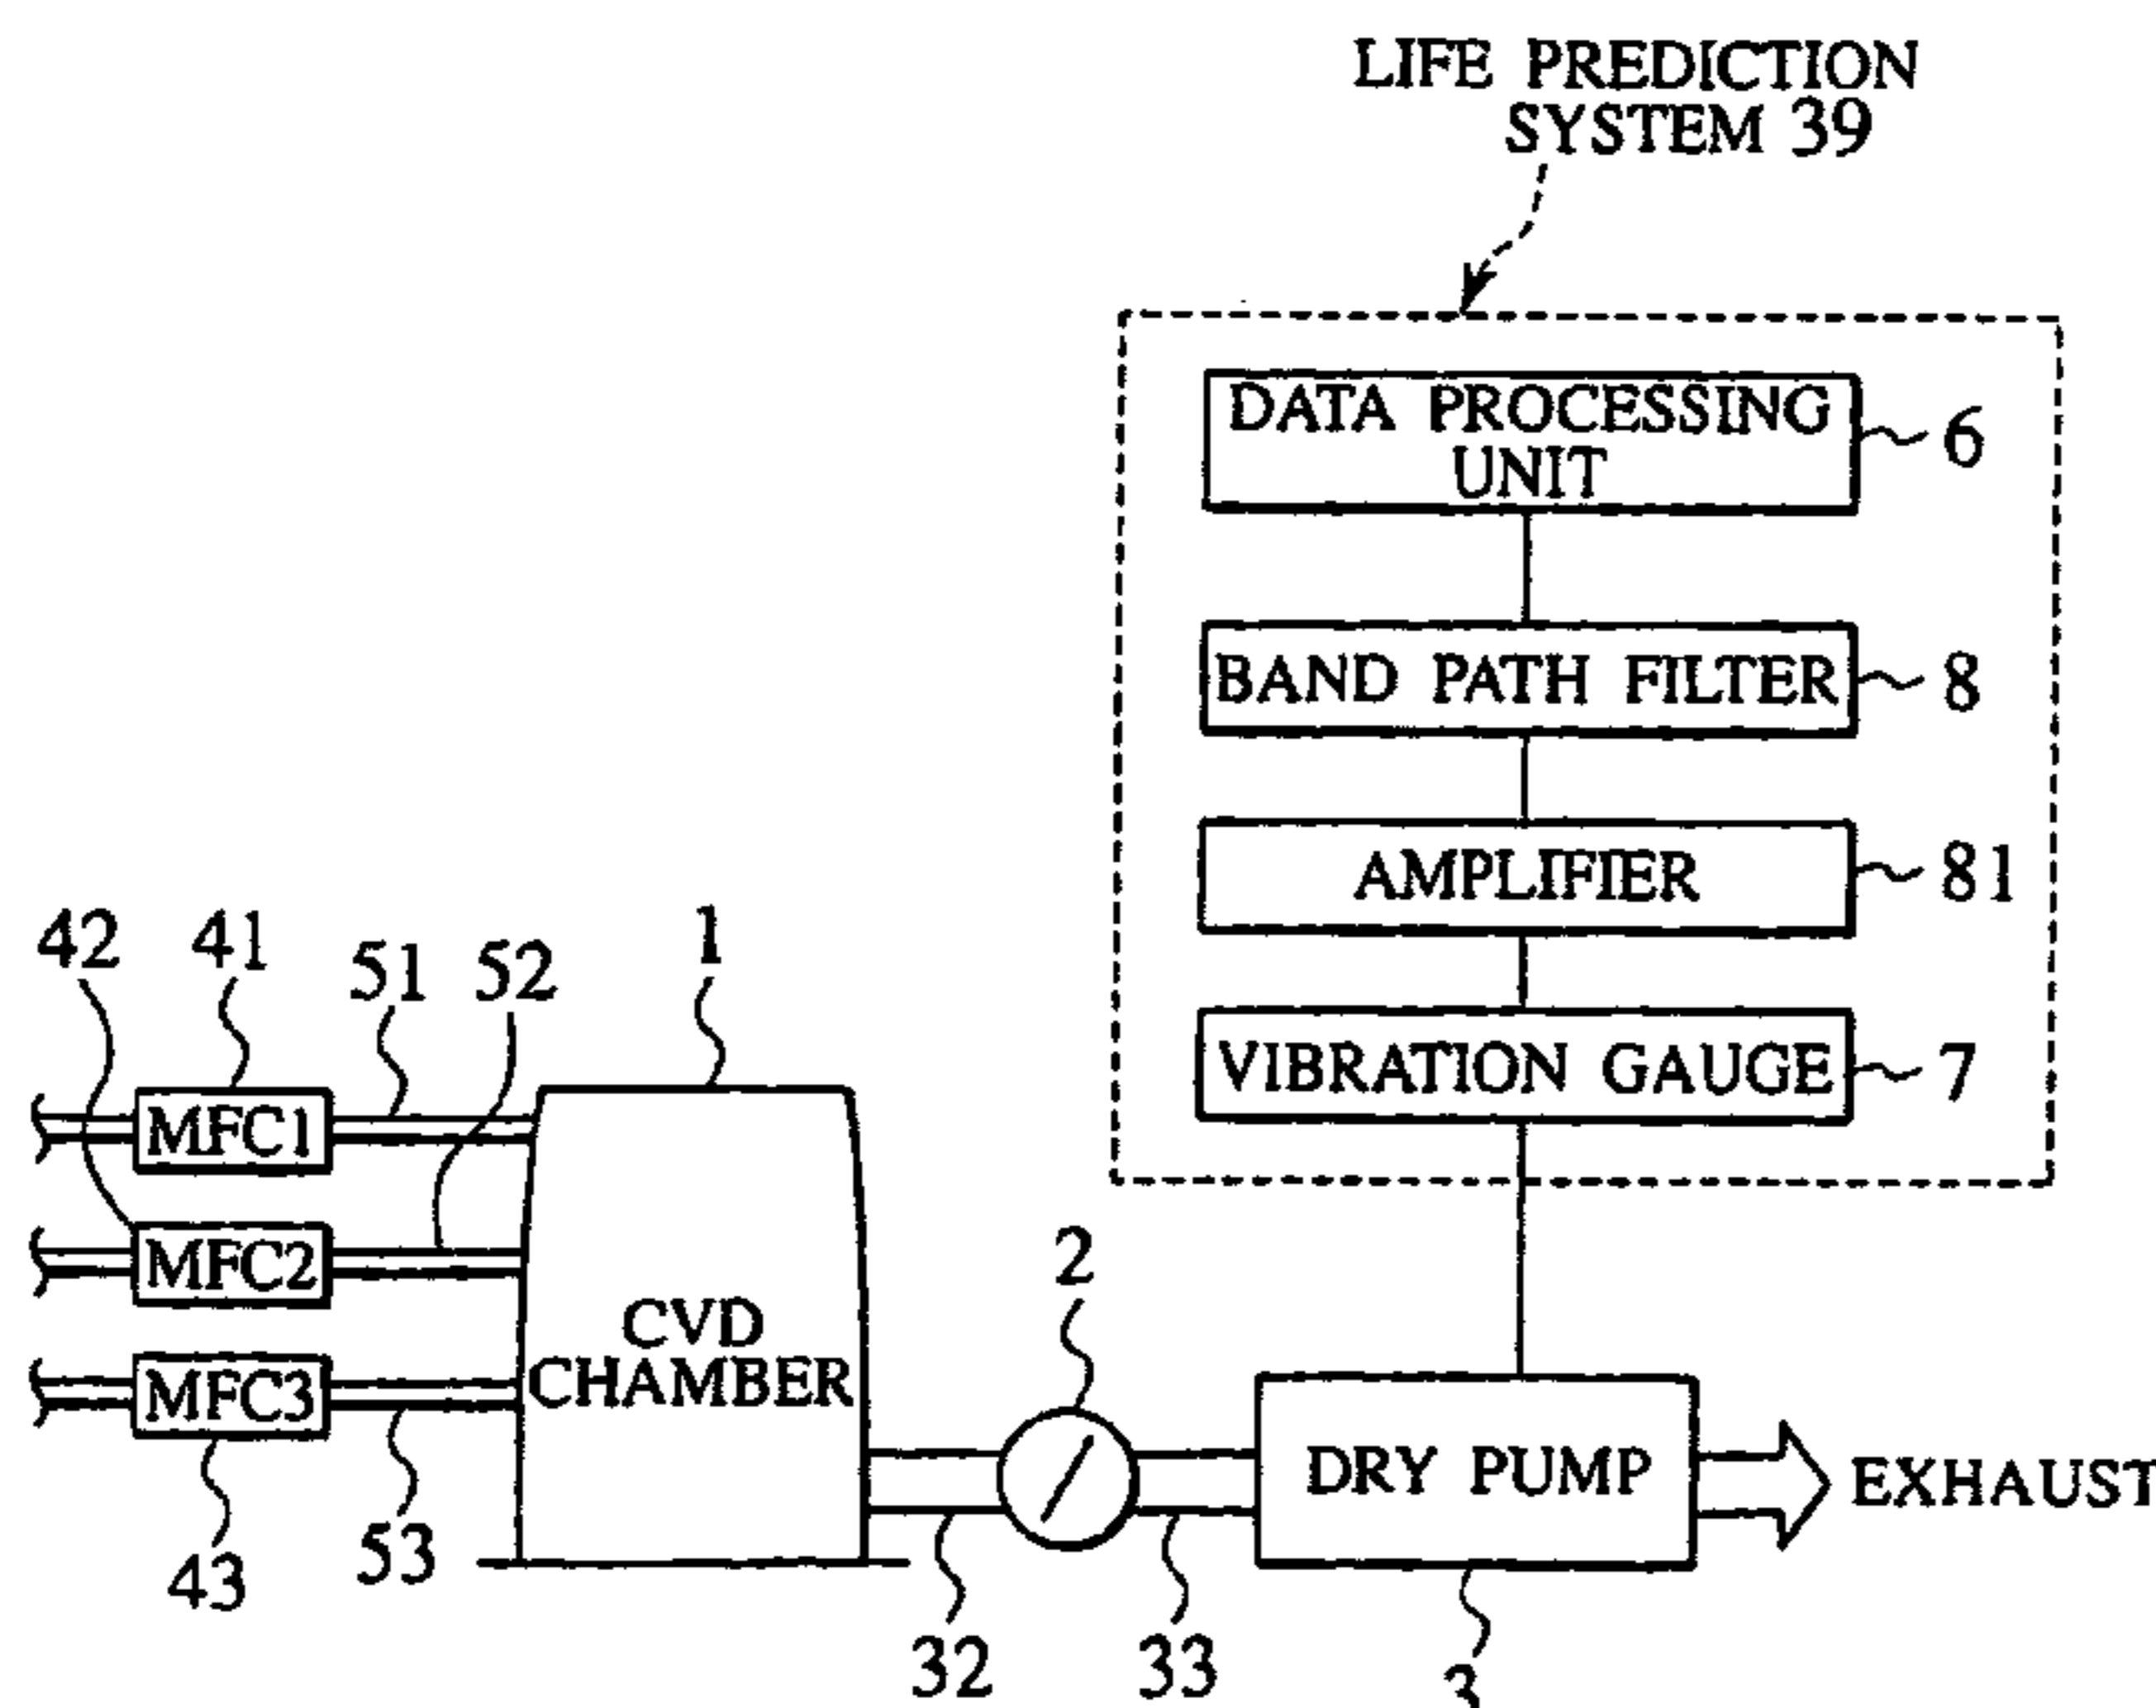 LIFE PREDICTION
SYSTEM 39
DATA PROCESSING
UNIT
6
BAND PATH FILTER
8
AMPLIFIER
81
VIBRATION GAUGE
7
42
41
51
52
1
MFC1
MFC2
MFC3
CVD
CHAMBER
2
DRY PUMP
EXHAUST
43
53
32
33
3